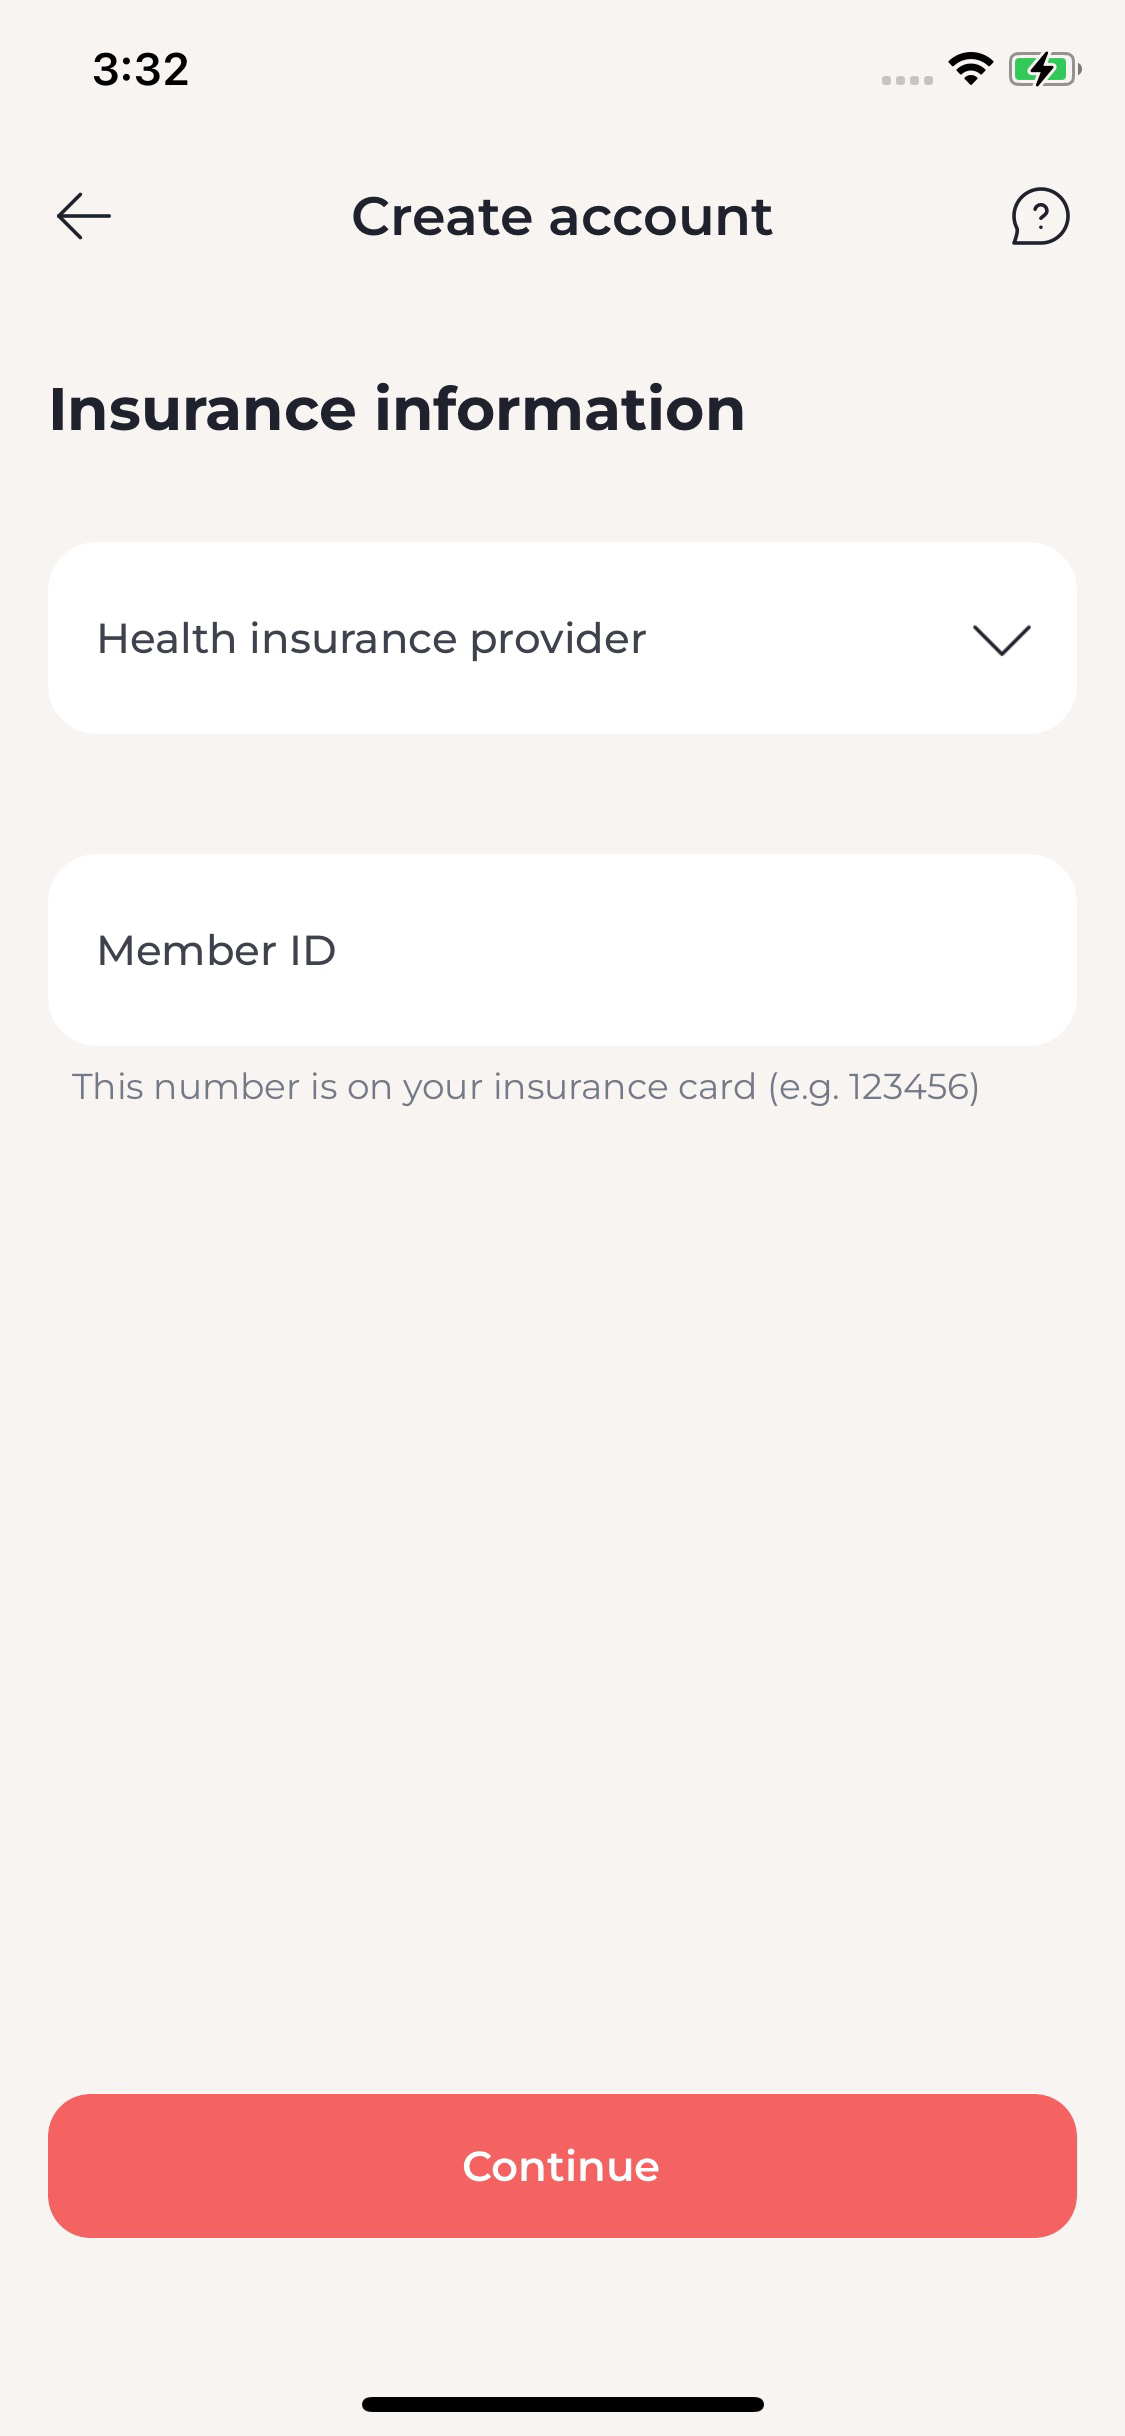 3:32
Create account
?
Insurance information
Health insurance provider
Member ID
This number is on your insurance card (e.g. 123456)
Continue